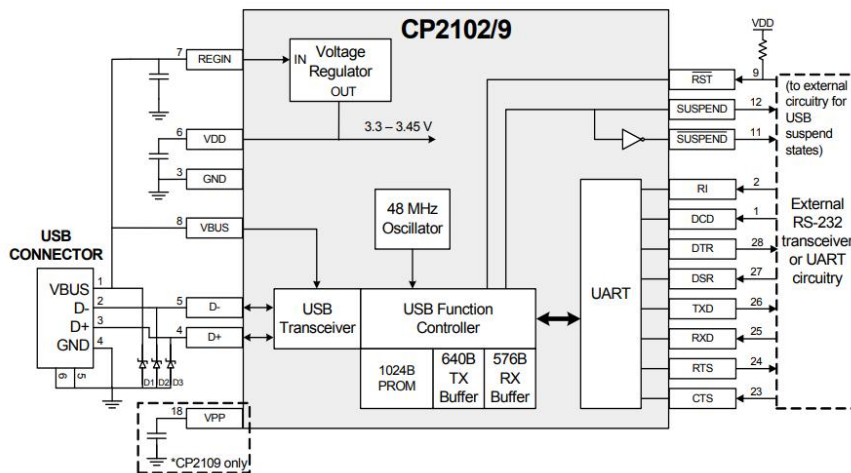 CP2102/9
7
REGIN
IN
Voltage
Regulator
OUT
6
VDD
3.3 – 3.45 V
3
GND
8
VBUS
48 MHz
Oscillator
USB
CONNECTOR
VBUS
1
D-
2
D+
3
GND
4
6
5
D1
D2
D3
5
D-
4
D+
USB
Transceiver
USB Function
Controller
1024B
PROM
640B
TX
Buffer
576B
RX
Buffer
UART
18
VPP
*CP2109 only
VDD
RST
9
SUSPEND
12
SUSPEND
11
RI
2
DCD
1
DTR
28
DSR
27
TXD
26
RXD
25
RTS
24
CTS
23
(to external
circuitry for
USB
suspend
states)
External
RS-232
transceiver
or UART
circuitry